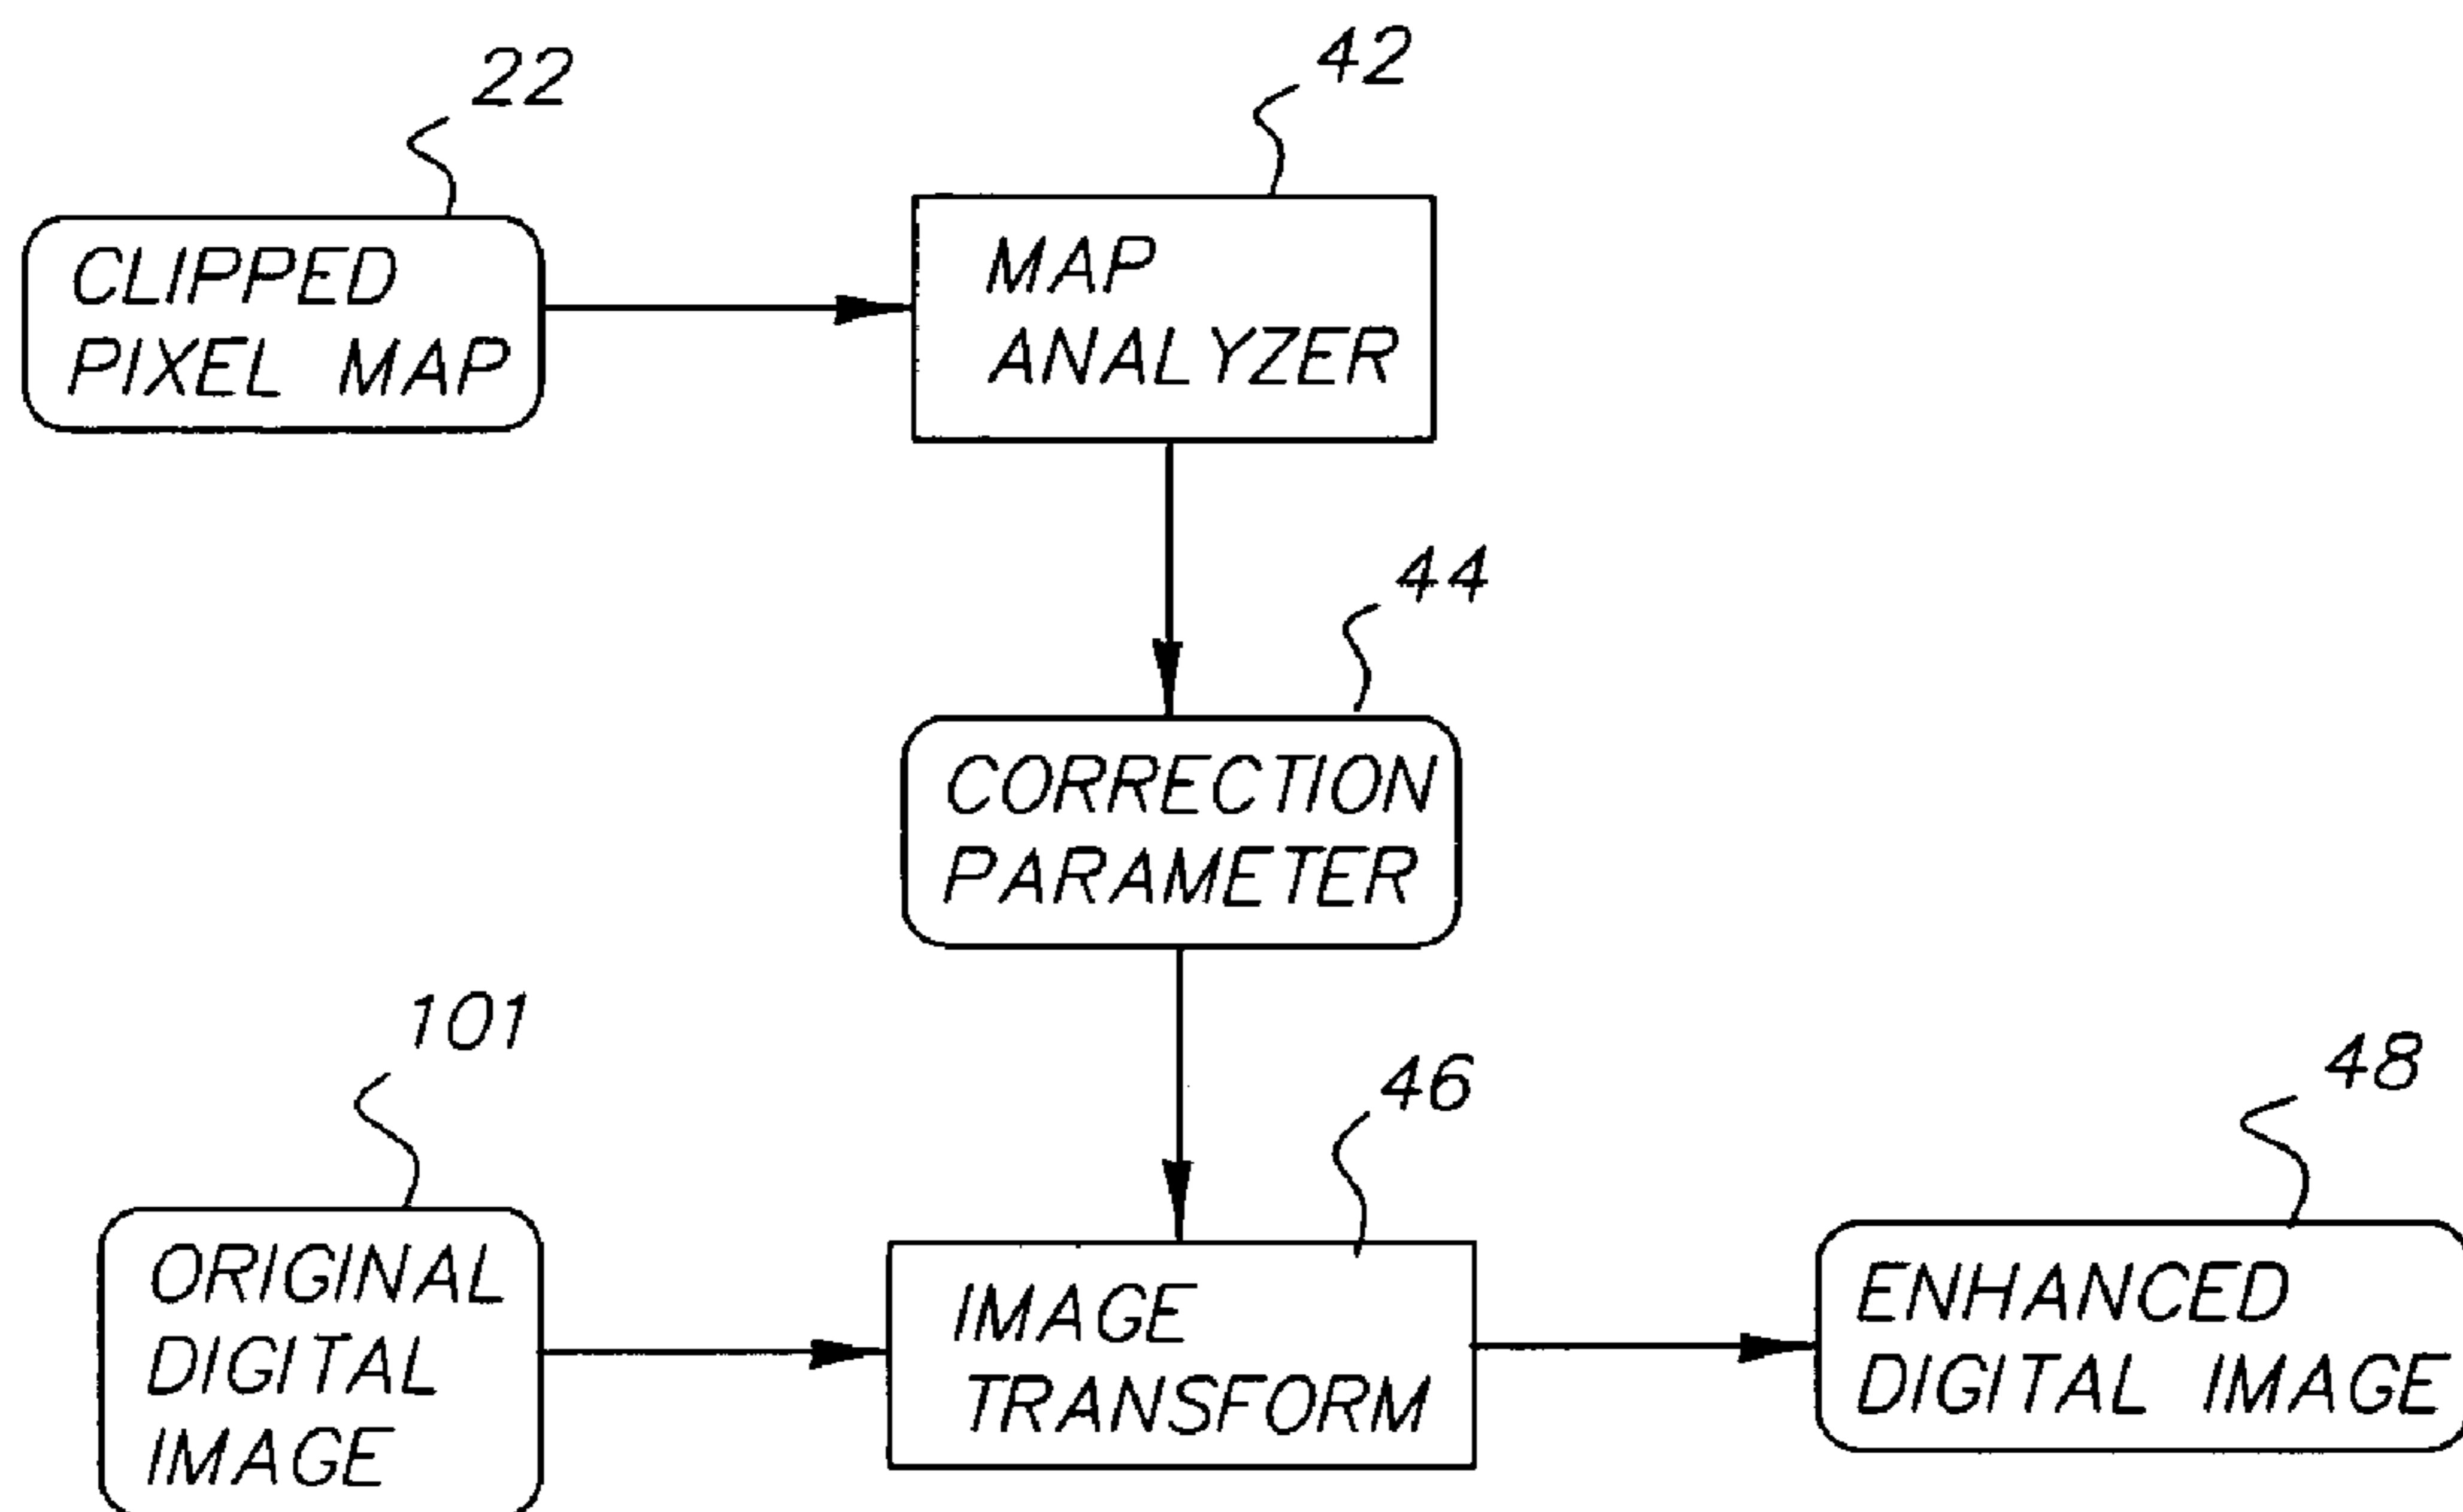 22
42
CLIPPED
PIXEL MAP
MAP
ANALYZER
44
CORRECTION
PARAMETER
101
46
48
ORIGINAL
DIGITAL
IMAGE
IMAGE
TRANSFORM
ENHANCED
DIGITAL IMAGE